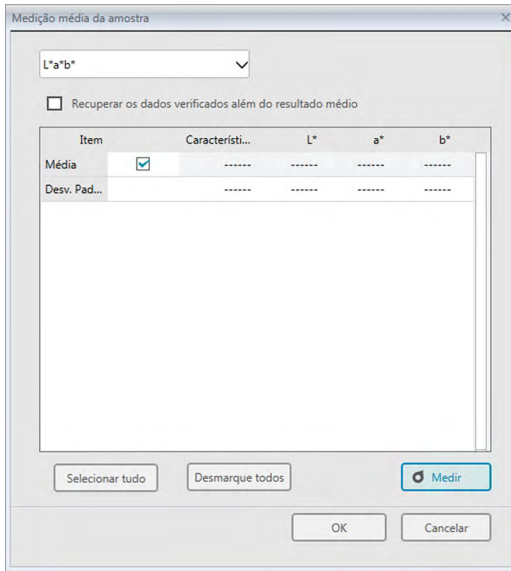 Medição média da amostra
L*a*b*
Recuperar os dados verificados além do resultado médio
Item Característi... L* a* b*
Média ------ ------ ------ ------
Desv. Pad... ------ ------ ------ ------
Selecionar tudo Desmarque todos Medir
OK Cancelar